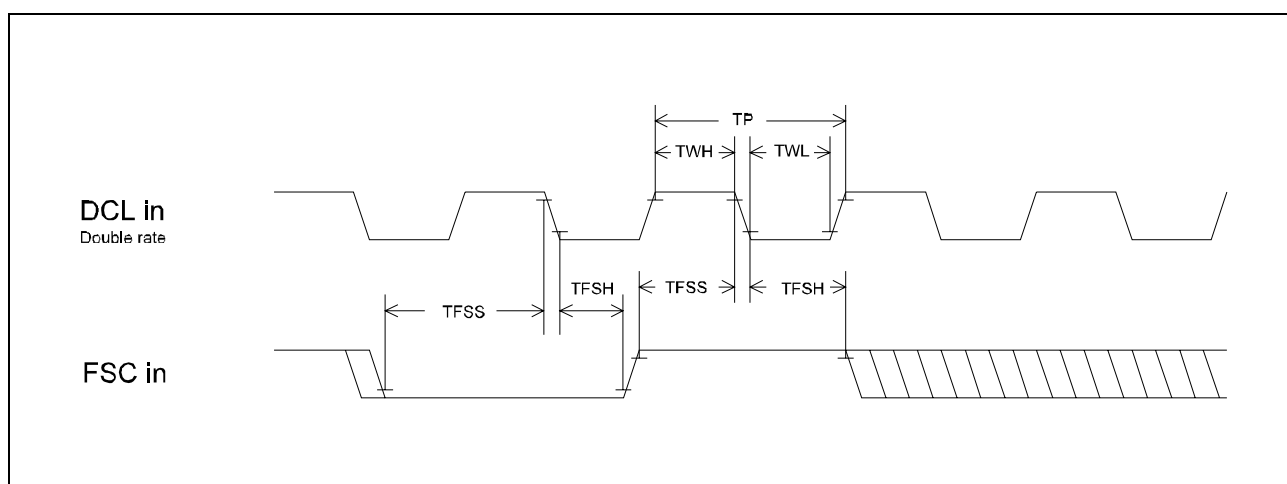 TP
TWH
TWL
DCL in
Double rate
TFSS
TFSH
TFSS
TFSH
FSC in